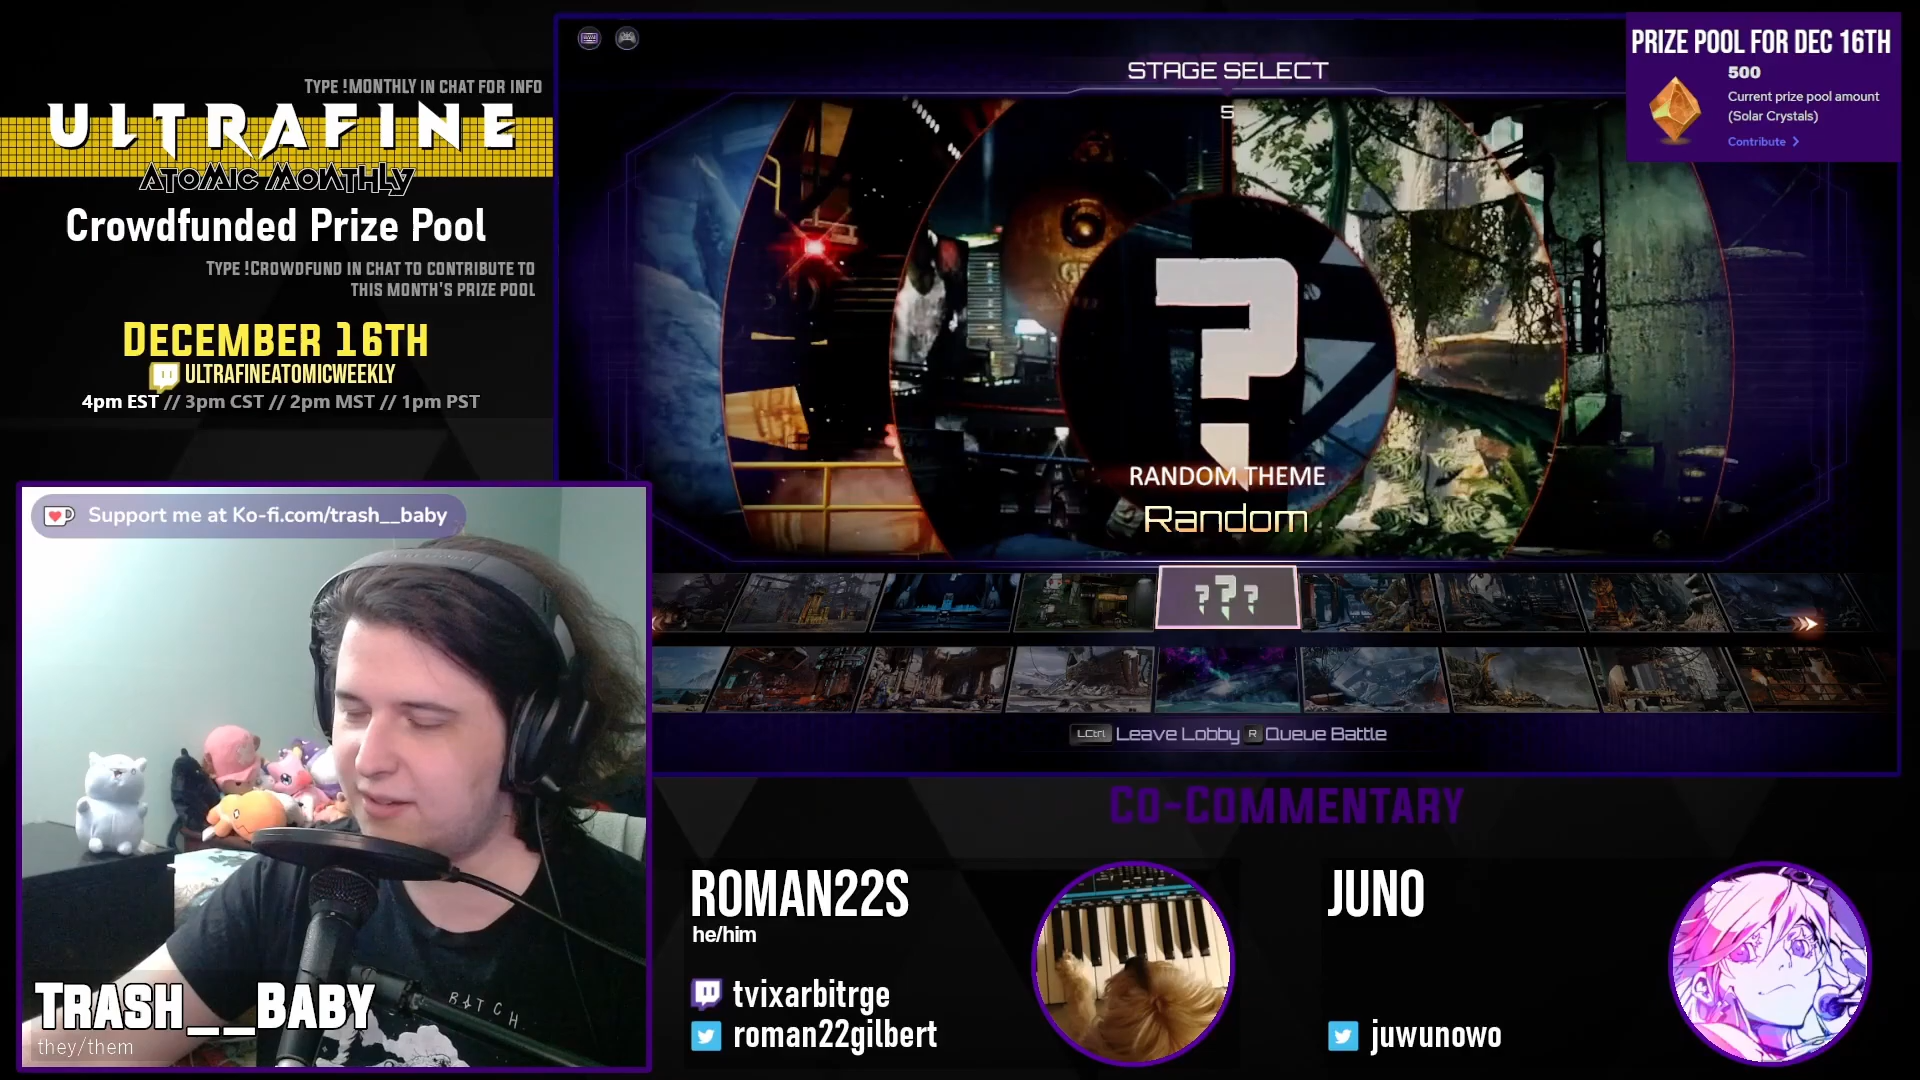 Type !Monthly in chat for info
ULTRAFINE
Atomic Monthly
Crowdfunded Prize Pool
Type !Crowdfund in chat to contribute to
this month's prize pool
December 16th
ULTRAFINEATOMICWEEKLY
4pm EST // 3pm CST // 2pm MST // 1pm PST
STAGE SELECT
5
RANDOM THEME
Random
LCtrl Leave Lobby R Queue Battle
PRIZE POOL FOR DEC 16TH
500
Current prize pool amount
(Solar Crystals)
Contribute
Support me at Ko-fi.com/trash__baby
BITCH
Trash__Baby
they/them
Co-Commentary
ROMAN22S
he/him
tvixarbitrge
roman22gilbert
JUNO
juwunowo